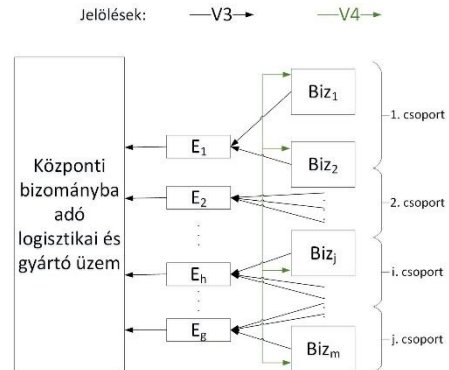 Jelölések: V3 V4
Központi
bizományba
adó
logisztikai és
gyártó üzem
E₁
E₂
Eₕ
E_g
Biz₁
Biz₂
Bizⱼ
Bizₘ
1. csoport
2. csoport
i. csoport
j. csoport